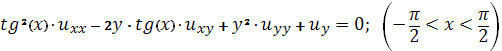 tg²(x)·u_xx − 2y·tg(x)·u_xy + y²·u_yy + u_y = 0; (−π/2 < x < π/2)